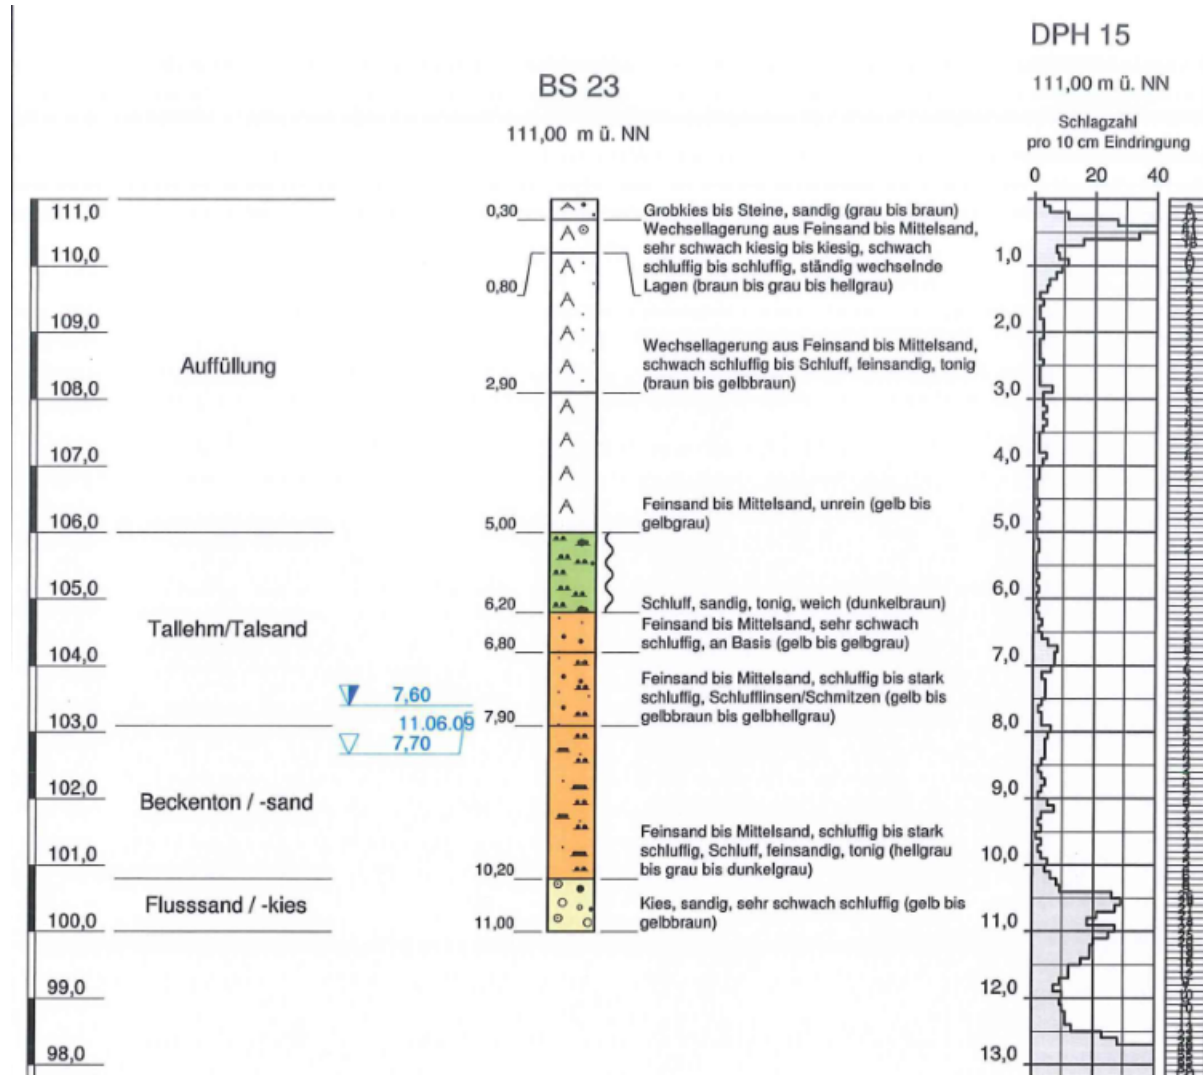 DPH 15
111,00 m ü. NN
Schlagzahl
pro 10 cm Eindringung
0 20 40
BS 23
111,00 m ü. NN
111,0
110,0
109,0
108,0
107,0
106,0
105,0
104,0
103,0
102,0
101,0
100,0
99,0
98,0
Auffüllung
Tallehm/Talsand
Beckenton / -sand
Flusssand / -kies
7,60
11.06.09
7,70
0,30
Grobkies bis Steine, sandig (grau bis braun)
Wechsellagerung aus Feinsand bis Mittelsand,
sehr schwach kiesig bis kiesig, schwach
schluffig bis schluffig, ständig wechselnde
0,80
Lagen (braun bis grau bis hellgrau)
Wechsellagerung aus Feinsand bis Mittelsand,
schwach schluffig bis Schluff, feinsandig, tonig
2,90
(braun bis gelbbraun)
Feinsand bis Mittelsand, unrein (gelb bis
5,00
gelbgrau)
6,20
Schluff, sandig, tonig, weich (dunkelbraun)
Feinsand bis Mittelsand, sehr schwach
6,80
schluffig, an Basis (gelb bis gelbgrau)
Feinsand bis Mittelsand, schluffig bis stark
schluffig, Schlufflinsen/Schmitzen (gelb bis
7,90
gelbbraun bis gelbhellgrau)
Feinsand bis Mittelsand, schluffig bis stark
schluffig, Schluff, feinsandig, tonig (hellgrau
10,20
bis grau bis dunkelgrau)
Kies, sandig, sehr schwach schluffig (gelb bis
11,00
gelbbraun)
1,0
2,0
3,0
4,0
5,0
6,0
7,0
8,0
9,0
10,0
11,0
12,0
13,0